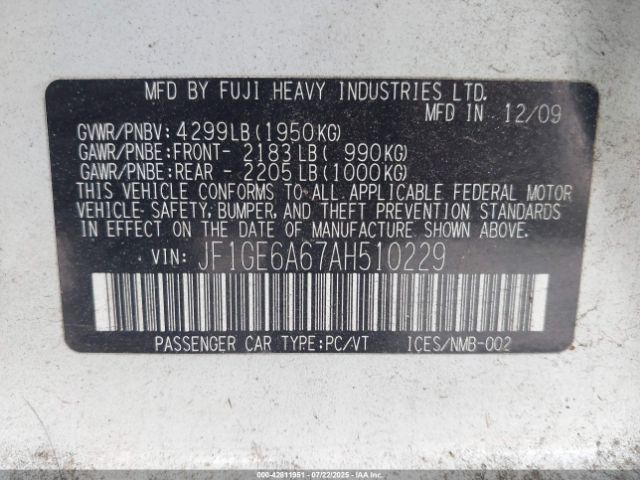 MFD BY FUJI HEAVY INDUSTRIES LTD.
MFD IN 12/09
GVWR/PNBV: 4299LB(1950KG)
GAWR/PNBE:FRONT- 2183LB( 990KG)
GAWR/PNBE:REAR - 2205LB(1000KG)
THIS VEHICLE CONFORMS TO ALL APPLICABLE FEDERAL MOTOR
VEHICLE-SAFETY, BUMPER, AND THEFT PREVENTION STANDARDS
IN EFFECT ON THE DATE OF MANUFACTURE SHOWN ABOVE.
VIN: JF1GE6A67AH510229
PASSENGER CAR TYPE:PC/VT ICES/NMB-002
000-42811951 - 07/22/2025 - IAAI.COM